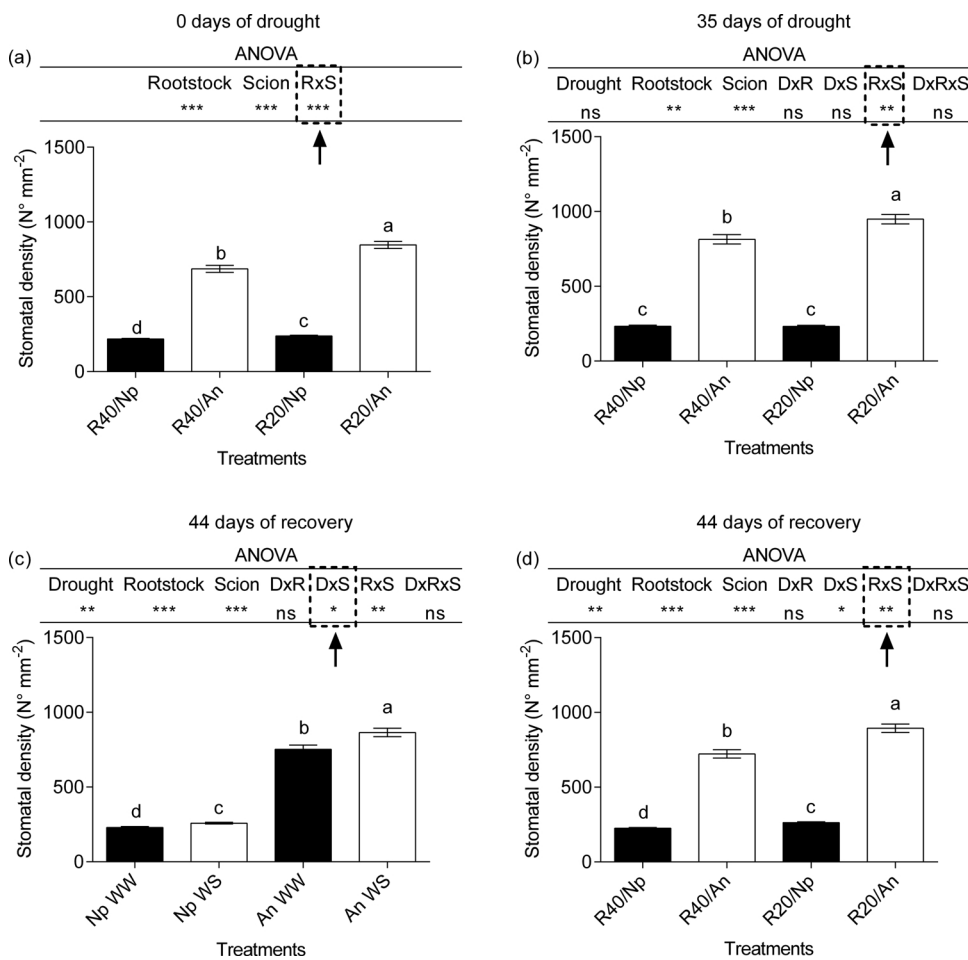 0 days of drought
(a)
ANOVA
Rootstock Scion RxS
*** *** ***
Stomatal density (N° mm⁻²)
1500
1000
500
0
d
b
c
a
R40/Np
R40/An
R20/Np
R20/An
Treatments
35 days of drought
(b)
ANOVA
Drought Rootstock Scion DxR DxS RxS DxRxS
ns ** *** ns ns ** ns
Stomatal density (N° mm⁻²)
1500
1000
500
0
c
b
c
a
R40/Np
R40/An
R20/Np
R20/An
Treatments
44 days of recovery
(c)
ANOVA
Drought Rootstock Scion DxR DxS RxS DxRxS
** *** *** ns * ** ns
Stomatal density (N° mm⁻²)
1500
1000
500
0
d
c
b
a
Np WW
Np WS
An WW
An WS
Treatments
44 days of recovery
(d)
ANOVA
Drought Rootstock Scion DxR DxS RxS DxRxS
** *** *** ns * ** ns
Stomatal density (N° mm⁻²)
1500
1000
500
0
d
b
c
a
R40/Np
R40/An
R20/Np
R20/An
Treatments